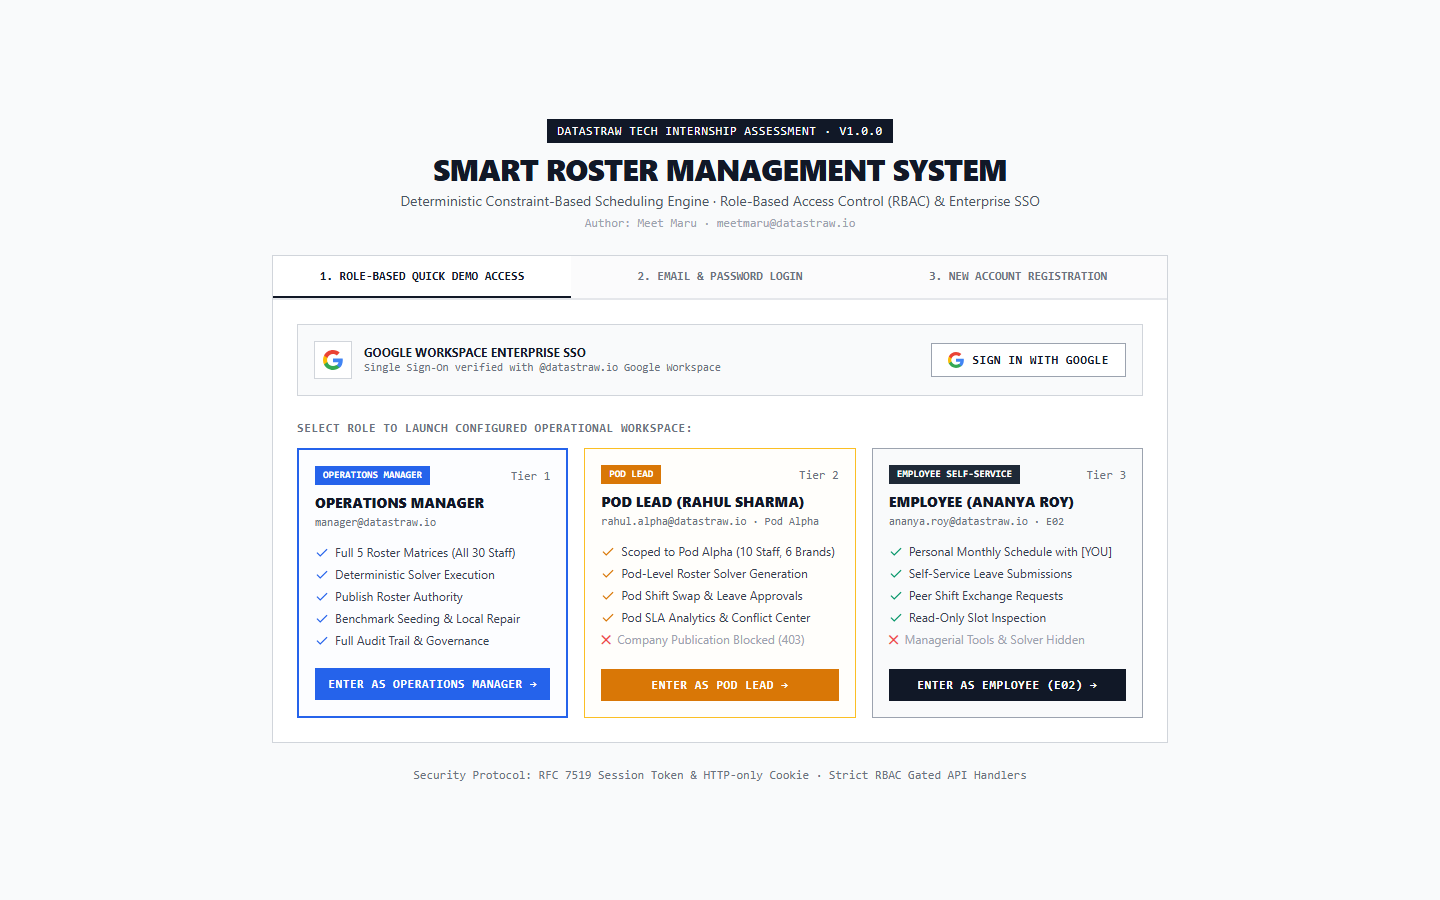 DATASTRAW TECH INTERNSHIP ASSESSMENT · V1.0.0
SMART ROSTER MANAGEMENT SYSTEM
Deterministic Constraint-Based Scheduling Engine · Role-Based Access Control (RBAC) & Enterprise SSO
Author: Meet Maru · meetmaru@datastraw.io
1. ROLE-BASED QUICK DEMO ACCESS
2. EMAIL & PASSWORD LOGIN
3. NEW ACCOUNT REGISTRATION
GOOGLE WORKSPACE ENTERPRISE SSO
Single Sign-On verified with @datastraw.io Google Workspace
SIGN IN WITH GOOGLE
SELECT ROLE TO LAUNCH CONFIGURED OPERATIONAL WORKSPACE:
OPERATIONS MANAGER
Tier 1
OPERATIONS MANAGER
manager@datastraw.io
Full 5 Roster Matrices (All 30 Staff)
Deterministic Solver Execution
Publish Roster Authority
Benchmark Seeding & Local Repair
Full Audit Trail & Governance
ENTER AS OPERATIONS MANAGER →
POD LEAD
Tier 2
POD LEAD (RAHUL SHARMA)
rahul.alpha@datastraw.io · Pod Alpha
Scoped to Pod Alpha (10 Staff, 6 Brands)
Pod-Level Roster Solver Generation
Pod Shift Swap & Leave Approvals
Pod SLA Analytics & Conflict Center
Company Publication Blocked (403)
ENTER AS POD LEAD →
EMPLOYEE SELF-SERVICE
Tier 3
EMPLOYEE (ANANYA ROY)
ananya.roy@datastraw.io · E02
Personal Monthly Schedule with [YOU]
Self-Service Leave Submissions
Peer Shift Exchange Requests
Read-Only Slot Inspection
Managerial Tools & Solver Hidden
ENTER AS EMPLOYEE (E02) →
Security Protocol: RFC 7519 Session Token & HTTP-only Cookie · Strict RBAC Gated API Handlers